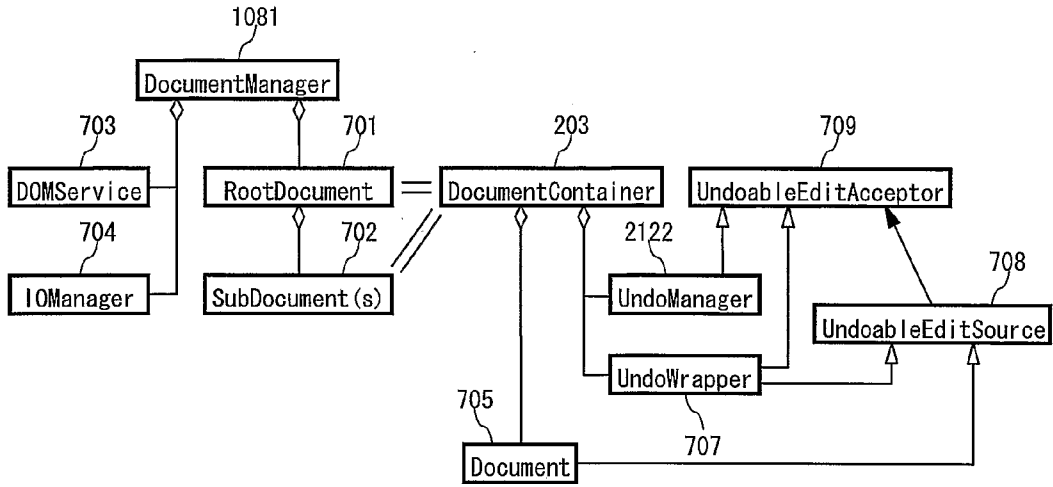 1081
DocumentManager
703
701
203
709
DOMService
RootDocument
DocumentContainer
UndoableEditAcceptor
704
702
2122
708
IOManager
SubDocument(s)
UndoManager
UndoableEditSource
UndoWrapper
705
707
Document